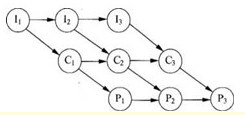 I₁ I₂ I₃
C₁ C₂ C₃
P₁ P₂ P₃